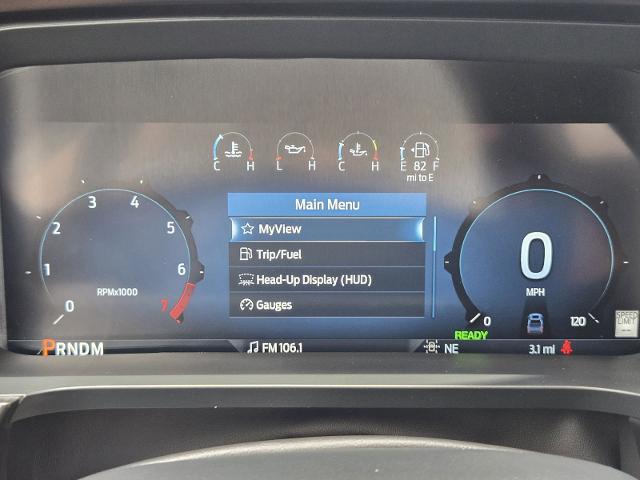 C H L H C H E 82 F
mi to E
Main Menu
MyView
Trip/Fuel
Head-Up Display (HUD)
Gauges
0 1 2 3 4 5 6 7
RPMx1000
0
MPH
0 120
SPEED
LIMIT
--
READY
PRNDM
FM 106.1
NE
3.1 mi